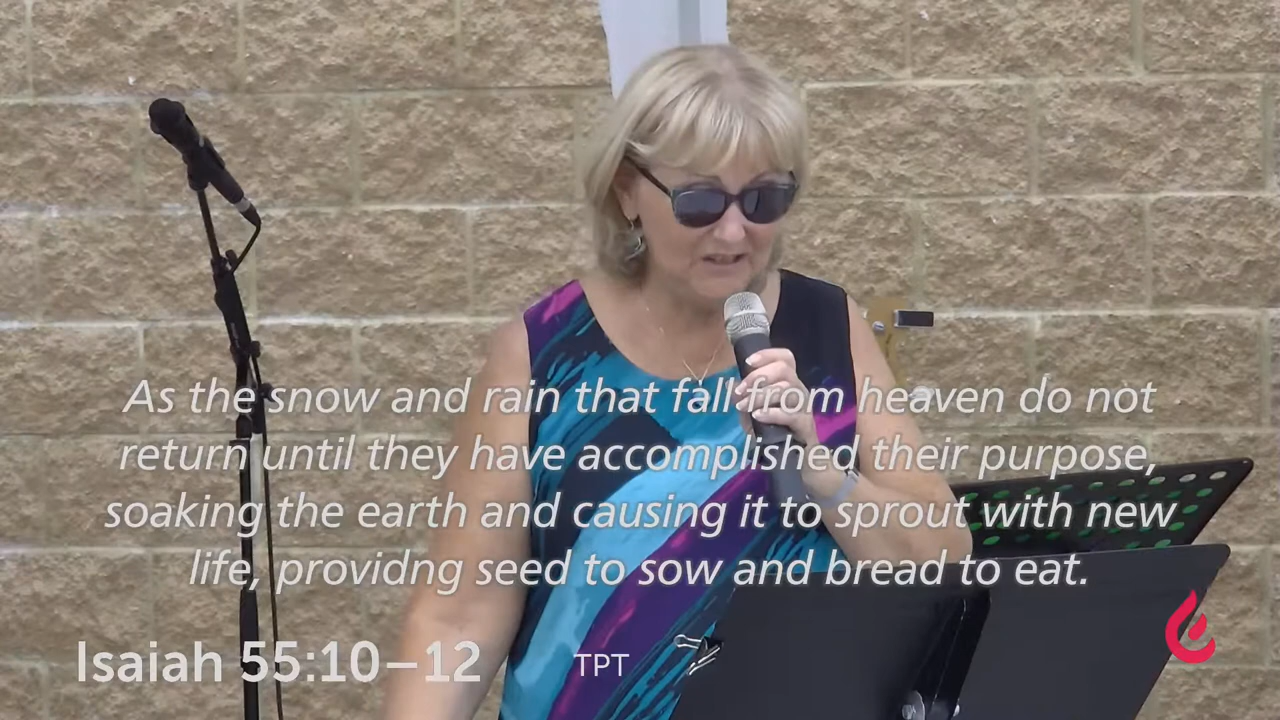 As the snow and rain that fall from heaven do not
return until they have accomplished their purpose,
soaking the earth and causing it to sprout with new
life, providng seed to sow and bread to eat.
Isaiah 55:10–12 TPT